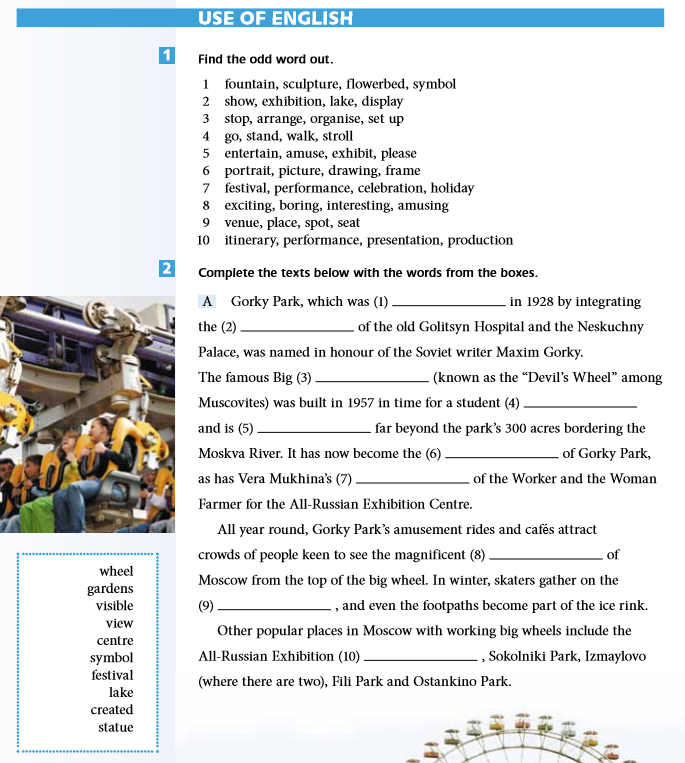 USE OF ENGLISH
1 Find the odd word out.
1 fountain, sculpture, flowerbed, symbol
2 show, exhibition, lake, display
3 stop, arrange, organise, set up
4 go, stand, walk, stroll
5 entertain, amuse, exhibit, please
6 portrait, picture, drawing, frame
7 festival, performance, celebration, holiday
8 exciting, boring, interesting, amusing
9 venue, place, spot, seat
10 itinerary, performance, presentation, production
2 Complete the texts below with the words from the boxes.
A Gorky Park, which was (1) ________________ in 1928 by integrating
the (2) ________________ of the old Golitsyn Hospital and the Neskuchny
Palace, was named in honour of the Soviet writer Maxim Gorky.
The famous Big (3) ________________ (known as the “Devil’s Wheel” among
Muscovites) was built in 1957 in time for a student (4) ________________
and is (5) ________________ far beyond the park’s 300 acres bordering the
Moskva River. It has now become the (6) ________________ of Gorky Park,
as has Vera Mukhina’s (7) ________________ of the Worker and the Woman
Farmer for the All-Russian Exhibition Centre.
All year round, Gorky Park’s amusement rides and cafés attract
crowds of people keen to see the magnificent (8) ________________ of
Moscow from the top of the big wheel. In winter, skaters gather on the
(9) ________________ , and even the footpaths become part of the ice rink.
Other popular places in Moscow with working big wheels include the
All-Russian Exhibition (10) ________________ , Sokolniki Park, Izmaylovo
(where there are two), Fili Park and Ostankino Park.
wheel
gardens
visible
view
centre
symbol
festival
lake
created
statue